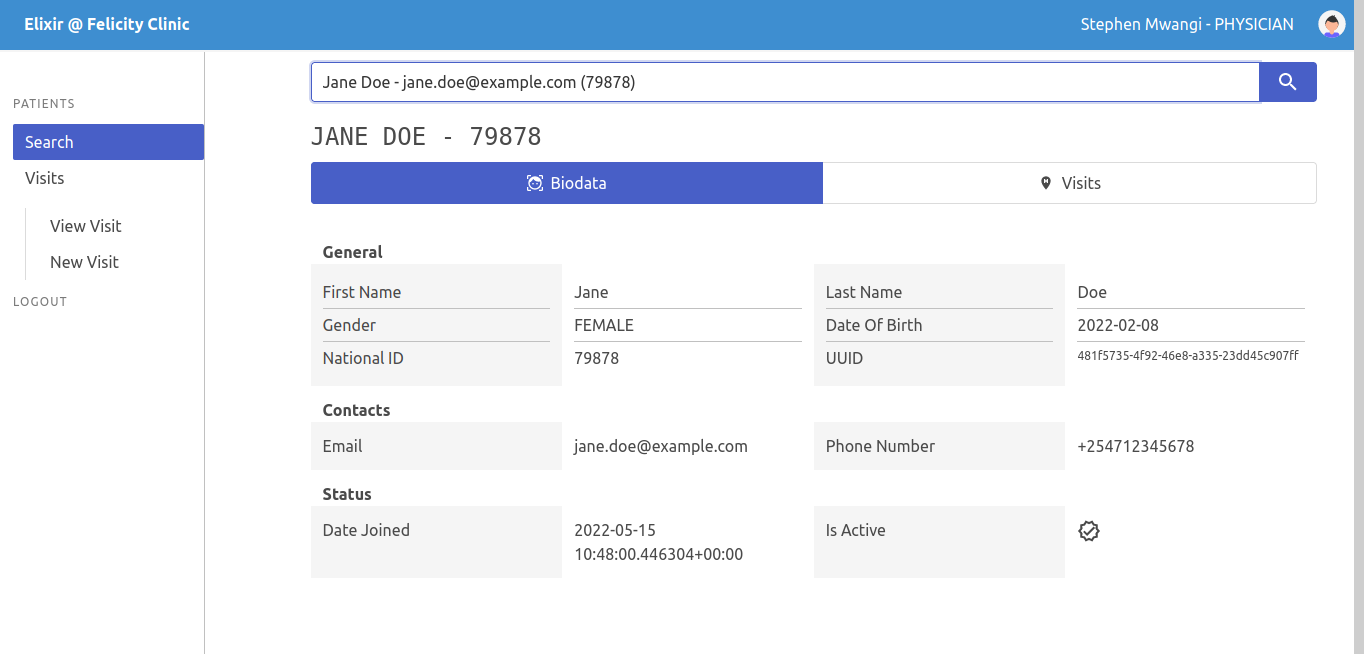 Elixir @ Felicity Clinic
Stephen Mwangi - PHYSICIAN
PATIENTS
Search
Visits
View Visit
New Visit
LOGOUT
Jane Doe - jane.doe@example.com (79878)
JANE DOE - 79878
Biodata
Visits
General
First Name Jane Last Name Doe
Gender FEMALE Date Of Birth 2022-02-08
National ID 79878 UUID 481f5735-4f92-46e8-a335-23dd45c907ff
Contacts
Email jane.doe@example.com Phone Number +254712345678
Status
Date Joined 2022-05-15 Is Active
10:48:00.446304+00:00